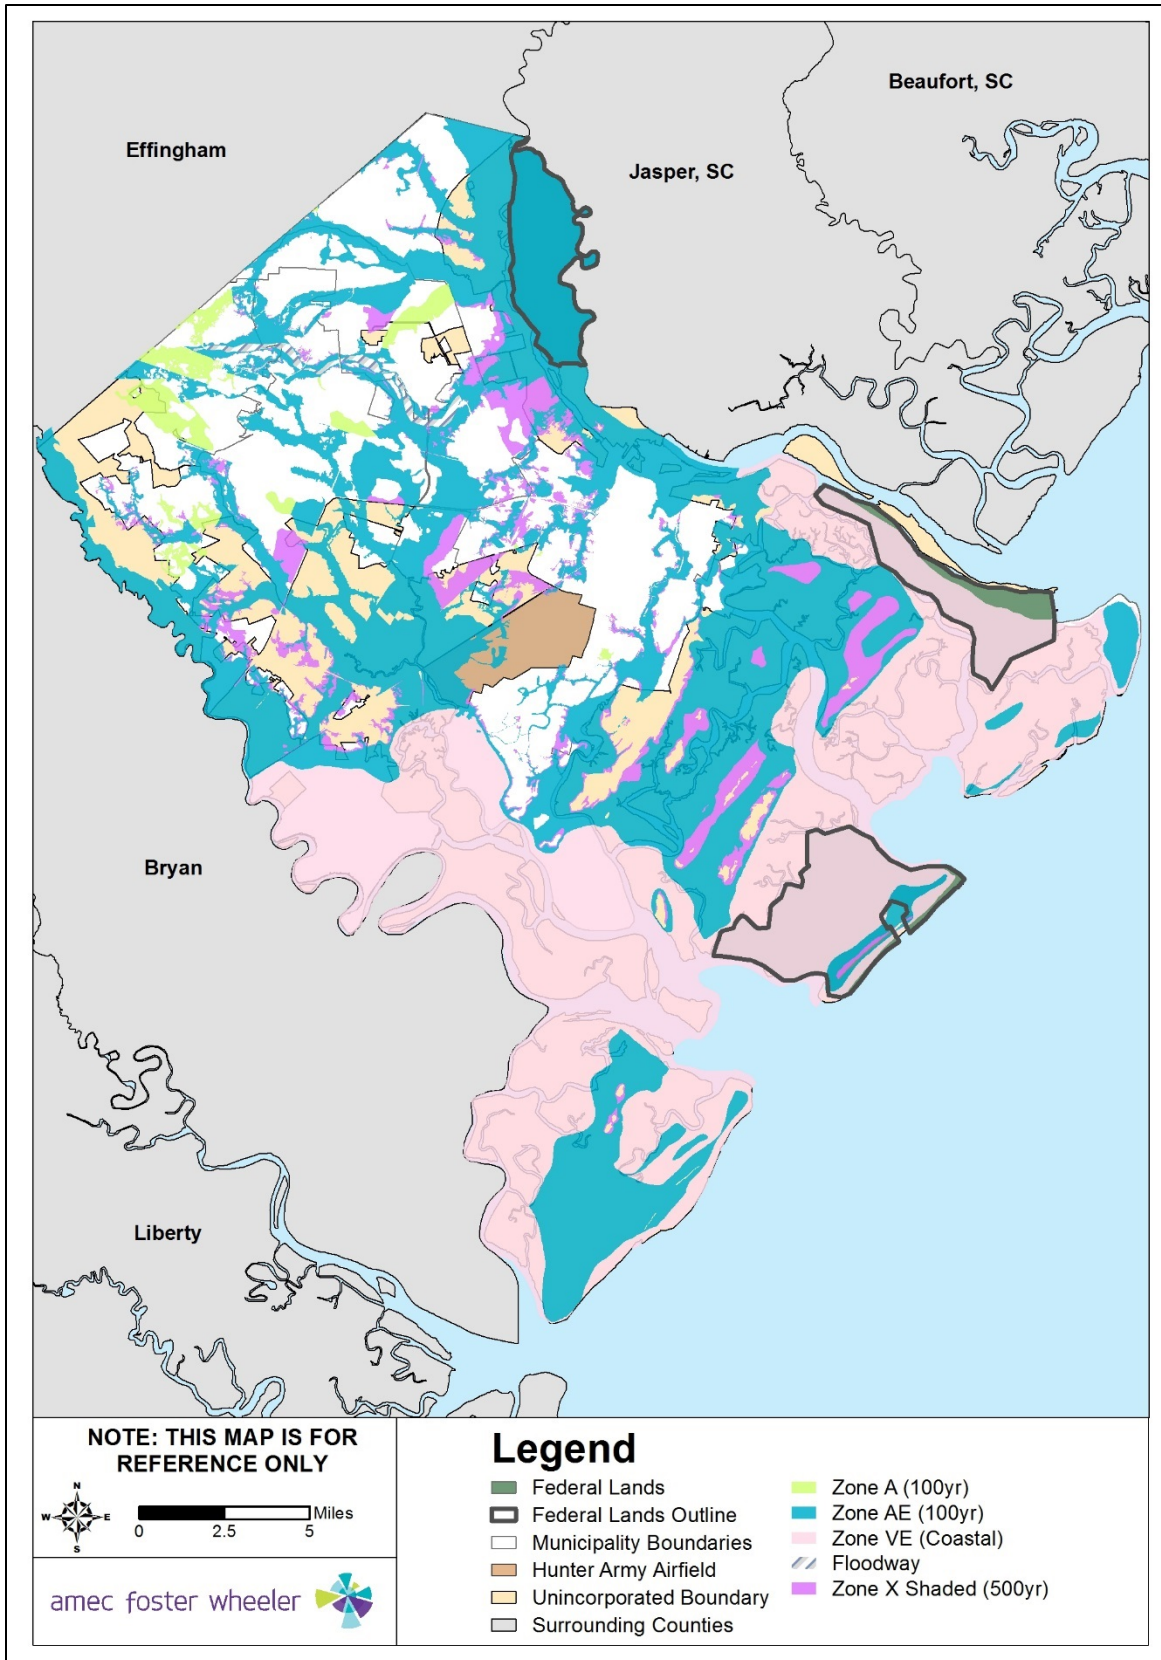 Beaufort, SC
Effingham
Jasper, SC
Bryan
Liberty
NOTE: THIS MAP IS FOR
REFERENCE ONLY
N
W E
S
Miles
0 2.5 5
amec foster wheeler
Legend
Federal Lands
Federal Lands Outline
Municipality Boundaries
Hunter Army Airfield
Unincorporated Boundary
Surrounding Counties
Zone A (100yr)
Zone AE (100yr)
Zone VE (Coastal)
Floodway
Zone X Shaded (500yr)